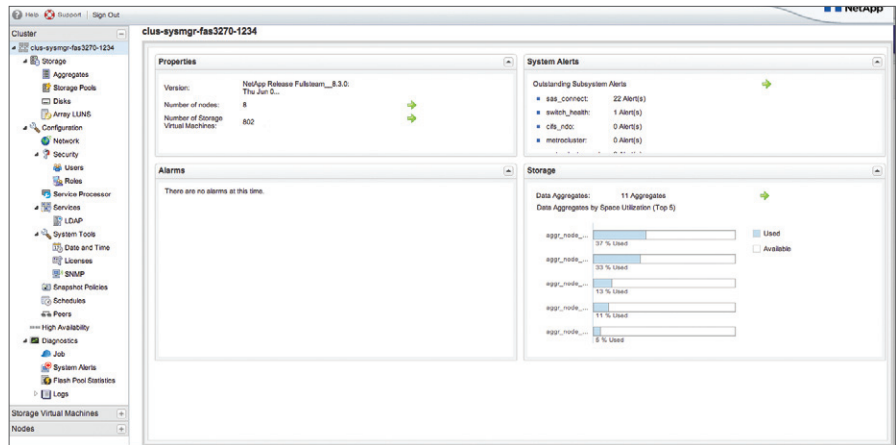 Help Support | Sign Out
NetApp
Cluster
clus-sysmgr-fas3270-1234
Storage
Aggregates
Storage Pools
Disks
Array LUNS
Configuration
Network
Security
Users
Roles
Service Processor
Services
LDAP
System Tools
Date and Time
Licenses
SNMP
Snapshot Policies
Schedules
Peers
High Availability
Diagnostics
Job
System Alerts
Flash Pool Statistics
Logs
Storage Virtual Machines
Nodes
clus-sysmgr-fas3270-1234
Properties
Version: NetApp Release Fullsteam__8.3.0:
Thu Jun 0...
Number of nodes: 8
Number of Storage
Virtual Machines: 802
System Alerts
Outstanding Subsystem Alerts
sas_connect: 22 Alert(s)
switch_health: 1 Alert(s)
cifs_ndo: 0 Alert(s)
metrocluster: 0 Alert(s)
Alarms
There are no alarms at this time.
Storage
Data Aggregates: 11 Aggregates
Data Aggregates by Space Utilization (Top 5)
aggr_node_...
37 % Used
aggr_node_...
33 % Used
aggr_node_...
13 % Used
aggr_node_...
11 % Used
aggr_node_...
% Used
Used
Available